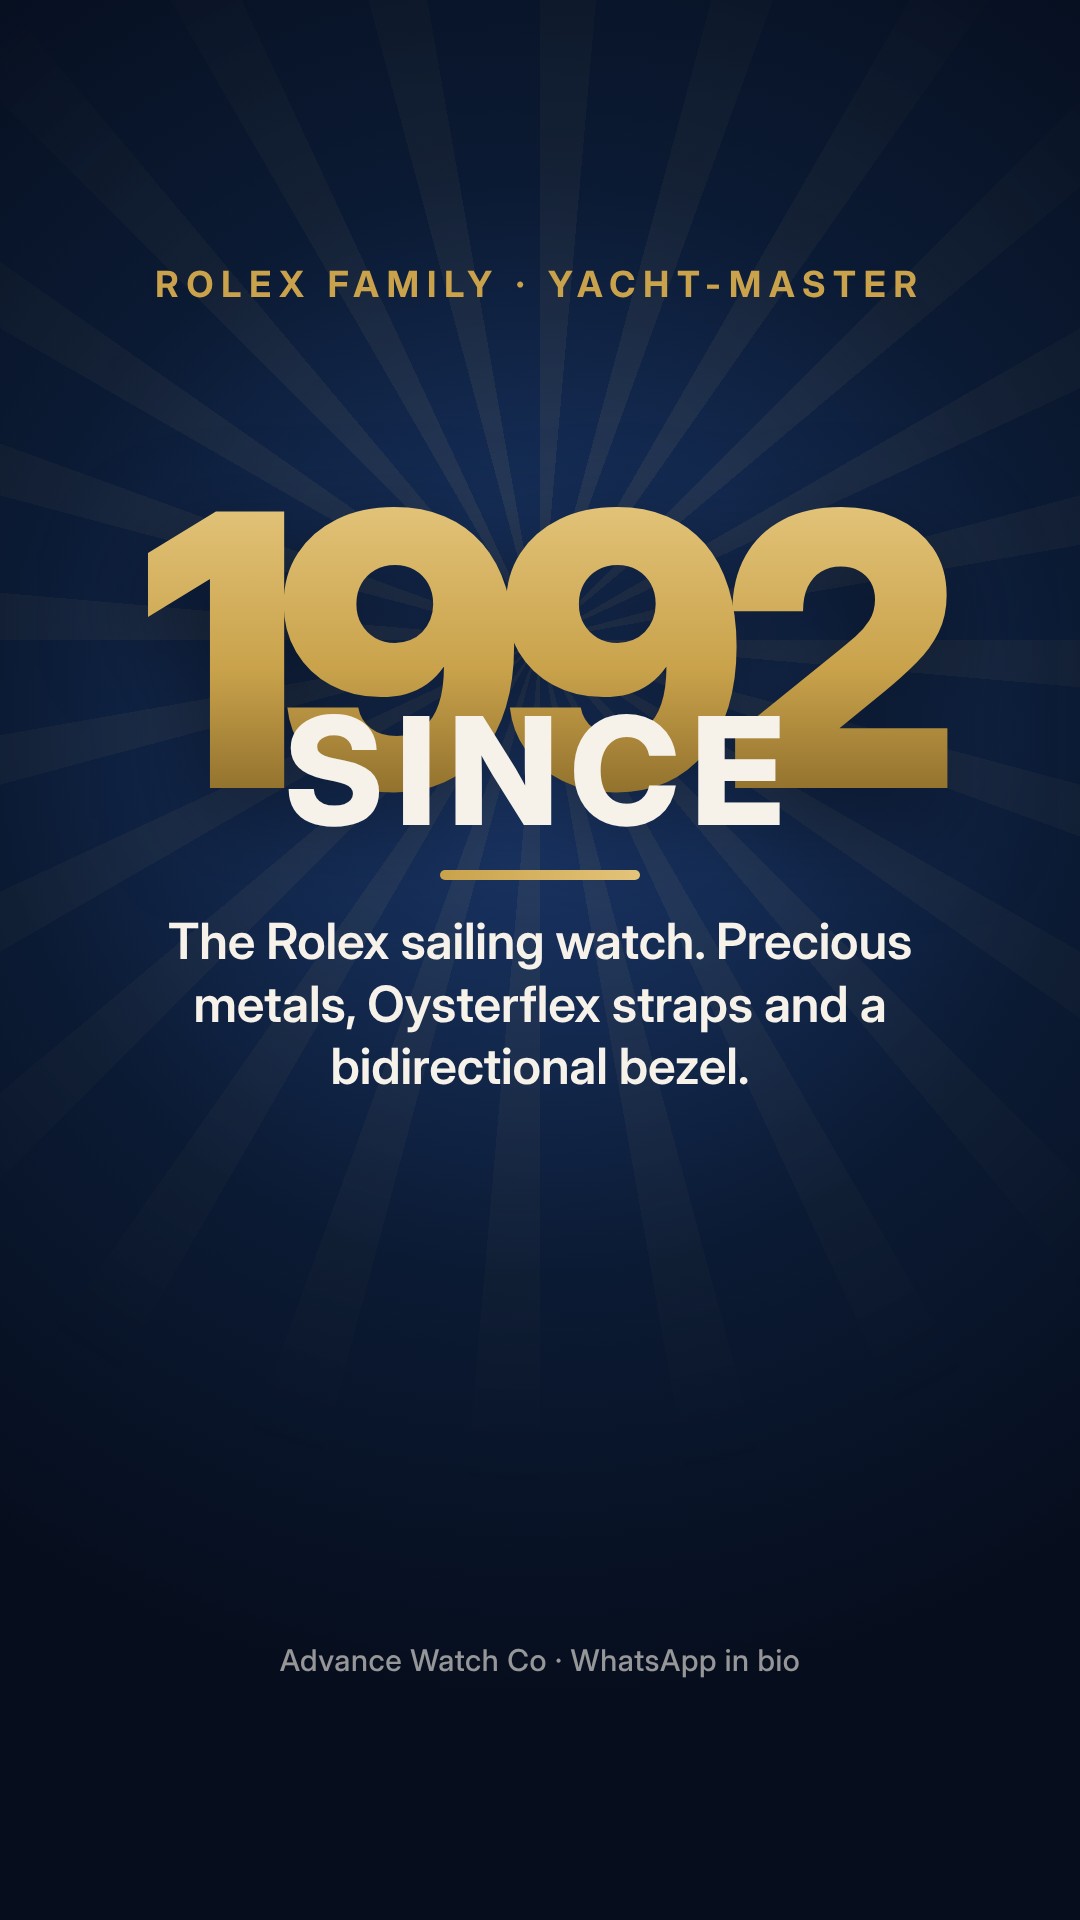 ROLEX FAMILY · YACHT-MASTER
1992
SINCE
The Rolex sailing watch. Precious
metals, Oysterflex straps and a
bidirectional bezel.
Advance Watch Co · WhatsApp in bio